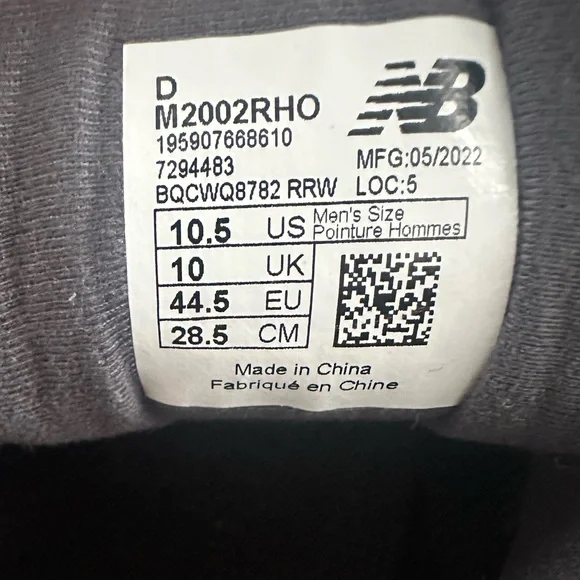 D
M2002RHO
195907668610
7294483 MFG:05/2022
BQCWQ8782 RRW LOC:5
10.5 US Men's Size
Pointure Hommes
10 UK
44.5 EU
28.5 CM
Made in China
Fabriqué en Chine
NB